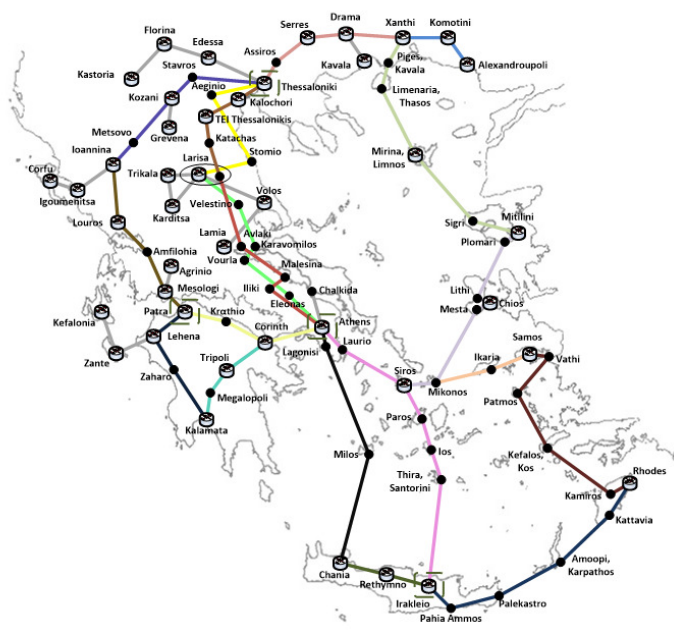 Florina
Edessa
Serres
Drama
Xanthi
Komotini
Assiros
Kastoria
Stavros
Aeginio
Kavala
Piges,
Kavala
Alexandroupoli
Thessaloniki
Kozani
Kalochori
Limenaria,
Thasos
TEI Thessalonikis
Metsovo
Grevena
Katachas
Ioannina
Larisa
Stomio
Mirina,
Limnos
Corfu
Trikala
Igoumenitsa
Volos
Karditsa
Velestino
Louros
Sigri
Mitilini
Lamia
Avlaki
Karavomilos
Plomari
Amfilohia
Vourla
Agrinio
Malesina
Mesologi
Iliki
Chalkida
Lithi
Eleonas
Chios
Patra
Krathio
Mesta
Kefalonia
Athens
Lehena
Corinth
Lagonisi
Laurio
Samos
Zante
Tripoli
Ikaria
Vathi
Zaharo
Siros
Megalopoli
Mikonos
Patmos
Paros
Kalamata
Milos
Ios
Kefalos,
Kos
Thira,
Santorini
Rhodes
Kamiros
Kattavia
Chania
Amoopi,
Karpathos
Rethymno
Irakleio
Palekastro
Pahia Ammos